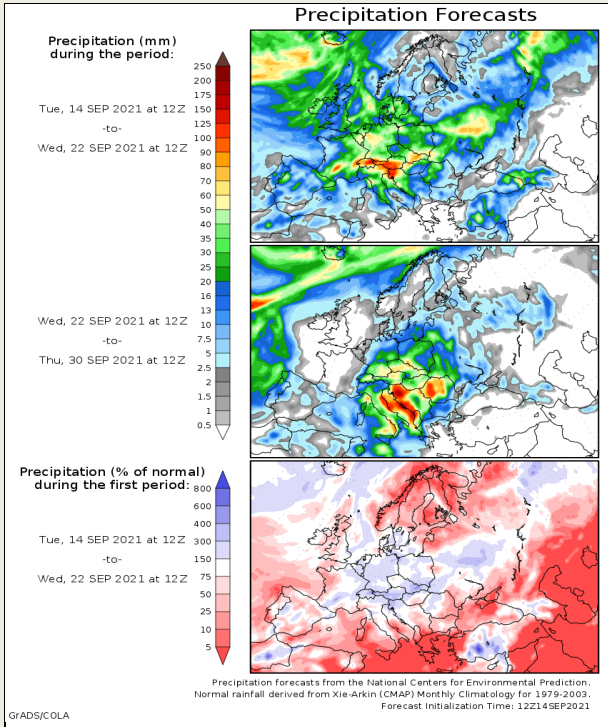 Precipitation Forecasts
Precipitation (mm)
during the period:
Tue, 14 SEP 2021 at 12Z
-to-
Wed, 22 SEP 2021 at 12Z
250
200
175
150
125
100
90
80
70
60
50
40
35
30
25
20
16
13
10
7.5
5
2.5
2
1.5
1
0.5
Wed, 22 SEP 2021 at 12Z
-to-
Thu, 30 SEP 2021 at 12Z
Precipitation (% of normal)
during the first period:
Tue, 14 SEP 2021 at 12Z
-to-
Wed, 22 SEP 2021 at 12Z
800
600
400
300
150
75
50
25
10
5
Precipitation forecasts from the National Centers for Environmental Prediction.
Normal rainfall derived from Xie-Arkin (CMAP) Monthly Climatology for 1979-2003.
Forecast Initialization Time: 12Z14SEP2021
GrADS/COLA